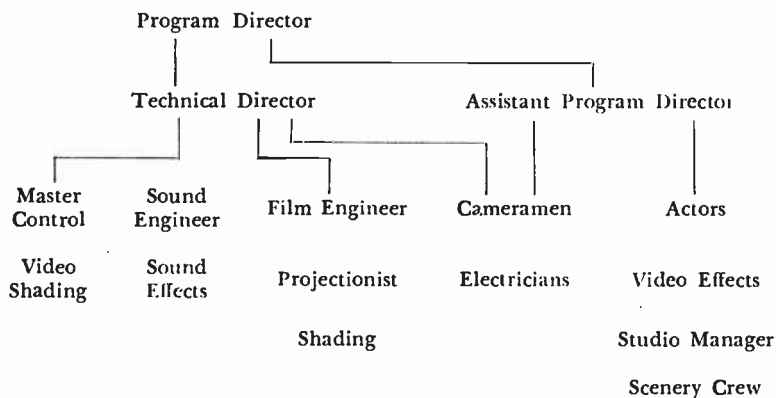 Program Director
Technical Director
Assistant Program Director
Master
Control
Sound
Engineer
Film Engineer
Cameramen
Actors
Video
Shading
Sound
Effects
Projectionist
Electricians
Video Effects
Shading
Studio Manager
Scenery Crew